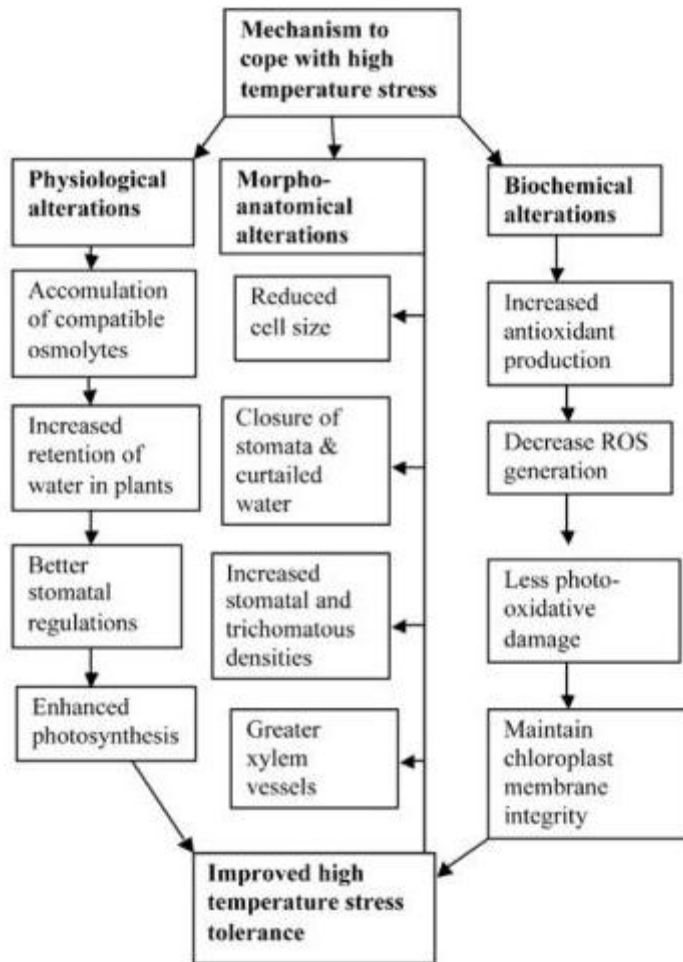 Mechanism to
cope with high
temperature stress
Physiological
alterations
Morpho-
anatomical
alterations
Biochemical
alterations
Accomulation
of compatible
osmolytes
Reduced
cell size
Increased
antioxidant
production
Increased
retention of
water in plants
Closure of
stomata &
curtailed
water
Decrease ROS
generation
Better
stomatal
regulations
Increased
stomatal and
trichomatous
densities
Less photo-
oxidative
damage
Enhanced
photosynthesis
Greater
xylem
vessels
Maintain
chloroplast
membrane
integrity
Improved high
temperature stress
tolerance